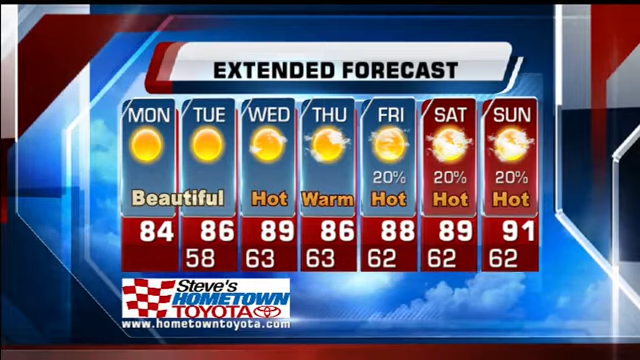 EXTENDED FORECAST
MON TUE WED THU FRI SAT SUN
20% 20% 20%
Beautiful Hot Warm Hot Hot Hot
84 86 89 86 88 89 91
58 63 63 62 62 62
Steve's
HOMETOWN
TOYOTA
www.hometowntoyota.com